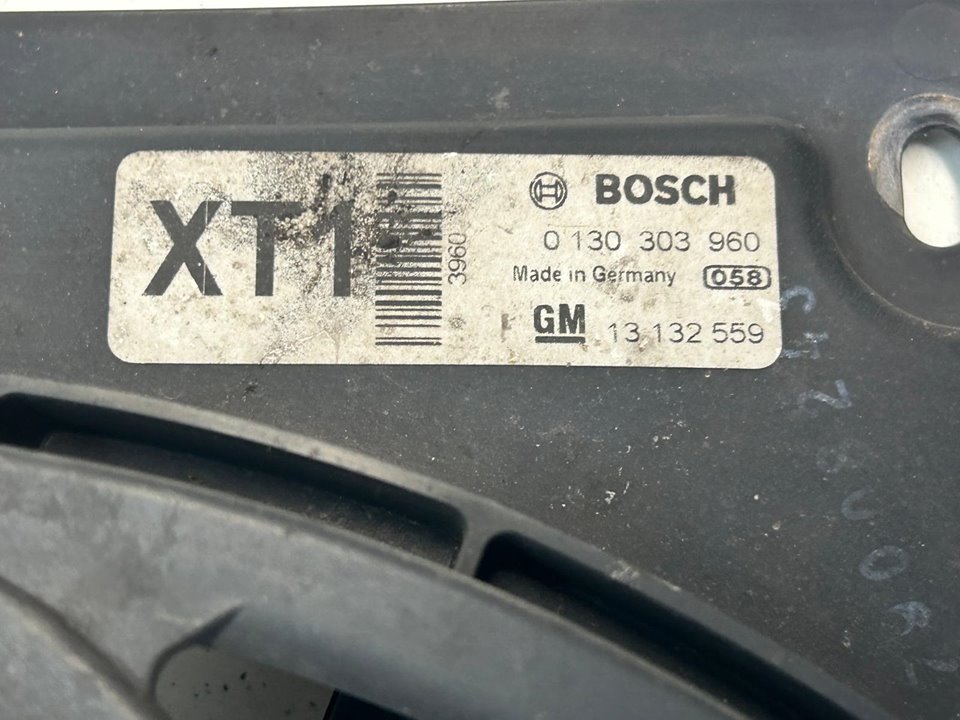 XT1
3960
BOSCH
0 130 303 960
Made in Germany 058
GM 13 132 559